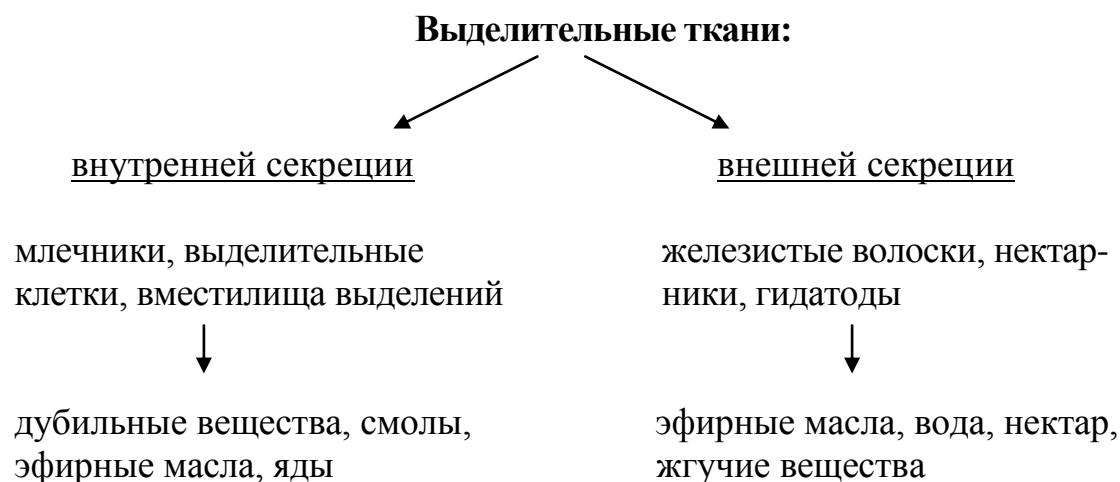 Выделительные ткани:
внутренней секреции
внешней секреции
млечники, выделительные
клетки, вместилища выделений
железистые волоски, нектар-
ники, гидатоды
дубильные вещества, смолы,
эфирные масла, яды
эфирные масла, вода, нектар,
жгучие вещества